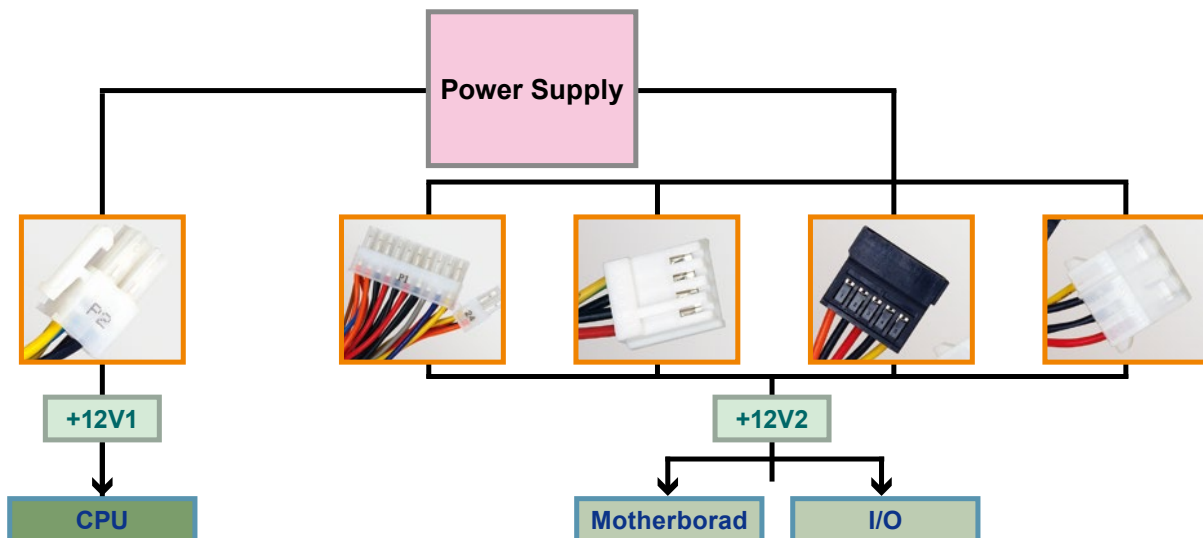 Power Supply
P2
P1
24
+12V1
+12V2
CPU
Motherborad
I/O